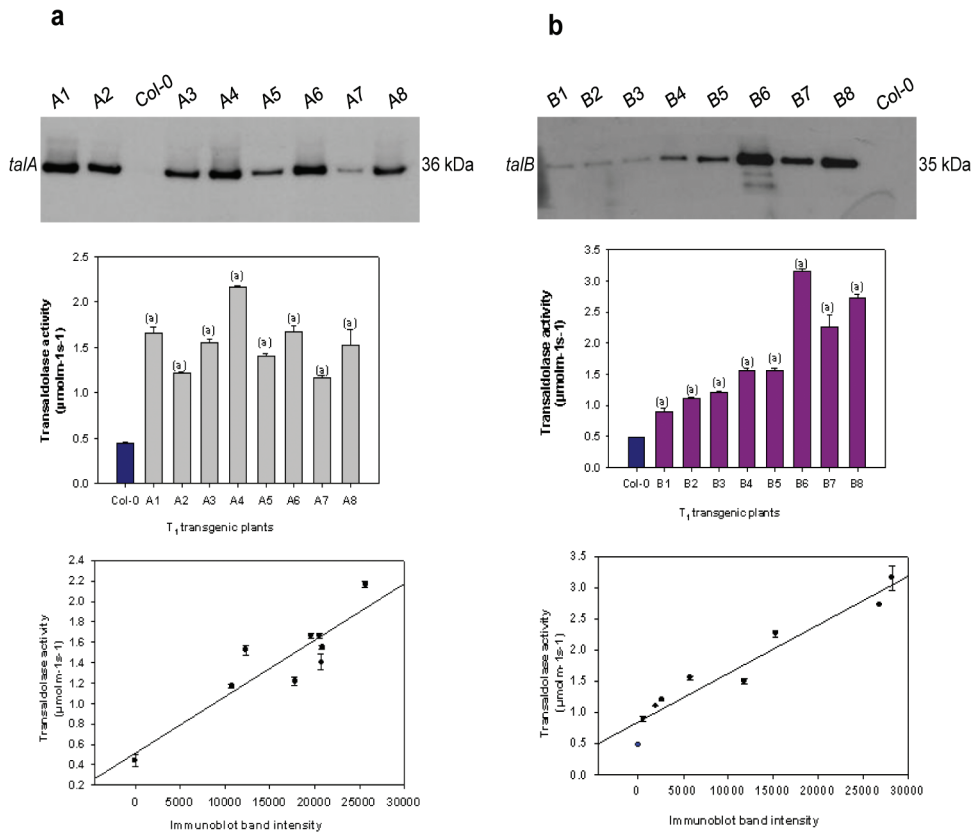 a
A1 A2 Col-0 A3 A4 A5 A6 A7 A8
talA
36 kDa
2.5
2.0
1.5
1.0
0.5
0.0
Transaldolase activity
(µmolm-1s-1)
(a) (a) (a) (a) (a) (a) (a) (a)
Col-0 A1 A2 A3 A4 A5 A6 A7 A8
T1 transgenic plants
2.4
2.2
2.0
1.8
1.6
1.4
1.2
1.0
0.8
0.6
0.4
0.2
Transaldolase activity
(µmolm-1s-1)
0 5000 10000 15000 20000 25000 30000
Immunoblot band intensity
b
B1 B2 B3 B4 B5 B6 B7 B8 Col-0
talB
35 kDa
3.5
3.0
2.5
2.0
1.5
1.0
0.5
0.0
Transaldolase activity
(µmolm-1s-1)
(a) (a) (a) (a) (a) (a) (a) (a)
Col-0 B1 B2 B3 B4 B5 B6 B7 B8
T1 transgenic plants
3.5
3.0
2.5
2.0
1.5
1.0
0.5
0.0
Transaldolase activity
(µmolm-1s-1)
0 5000 10000 15000 20000 25000 30000
Immunoblot band intensity